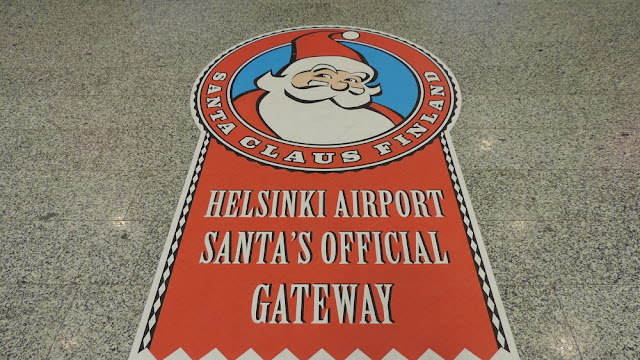 SANTA CLAUS FINLAND
HELSINKI AIRPORT
SANTA'S OFFICIAL
GATEWAY